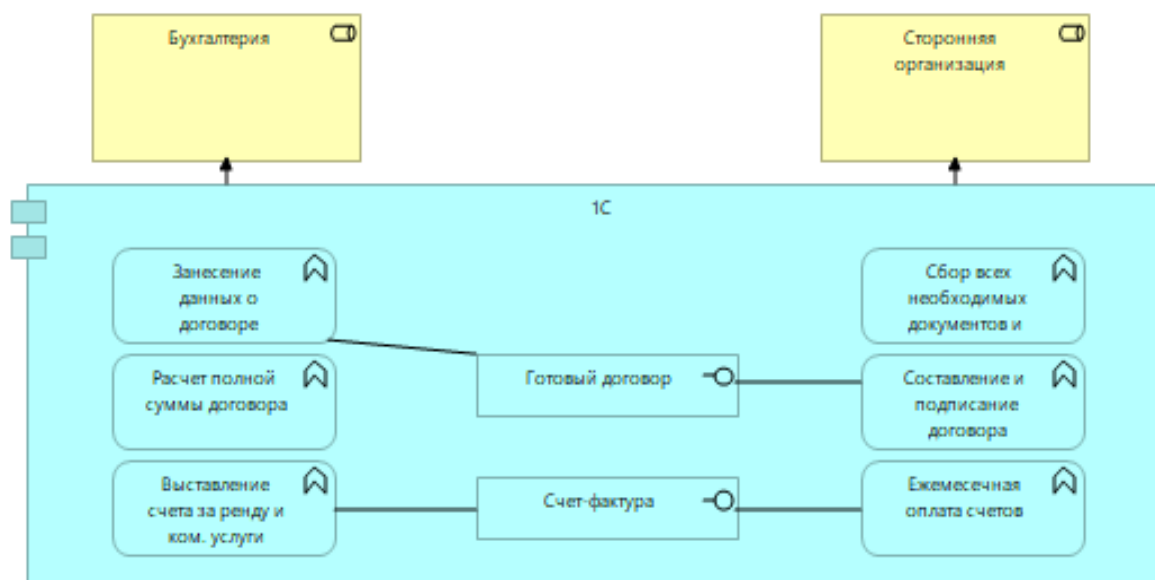 Бухгалтерия
Сторонняя
организация
1С
Занесение
данных о
договоре
Сбор всех
необходимых
документов и
Расчет полной
суммы договора
Готовый договор
Составление и
подписание
договора
Выставление
счета за ренду и
ком. услуги
Счет-фактура
Ежемесечная
оплата счетов